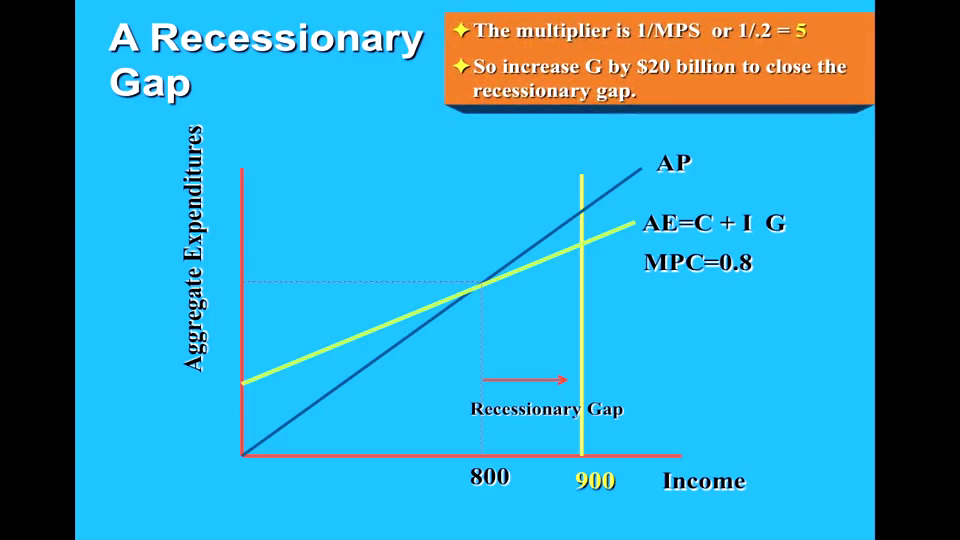 A Recessionary
Gap
The multiplier is 1/MPS or 1/.2 = 5
So increase G by $20 billion to close the
recessionary gap.
Aggregate Expenditures
AP
AE=C + I G
MPC=0.8
Recessionary Gap
800
900
Income